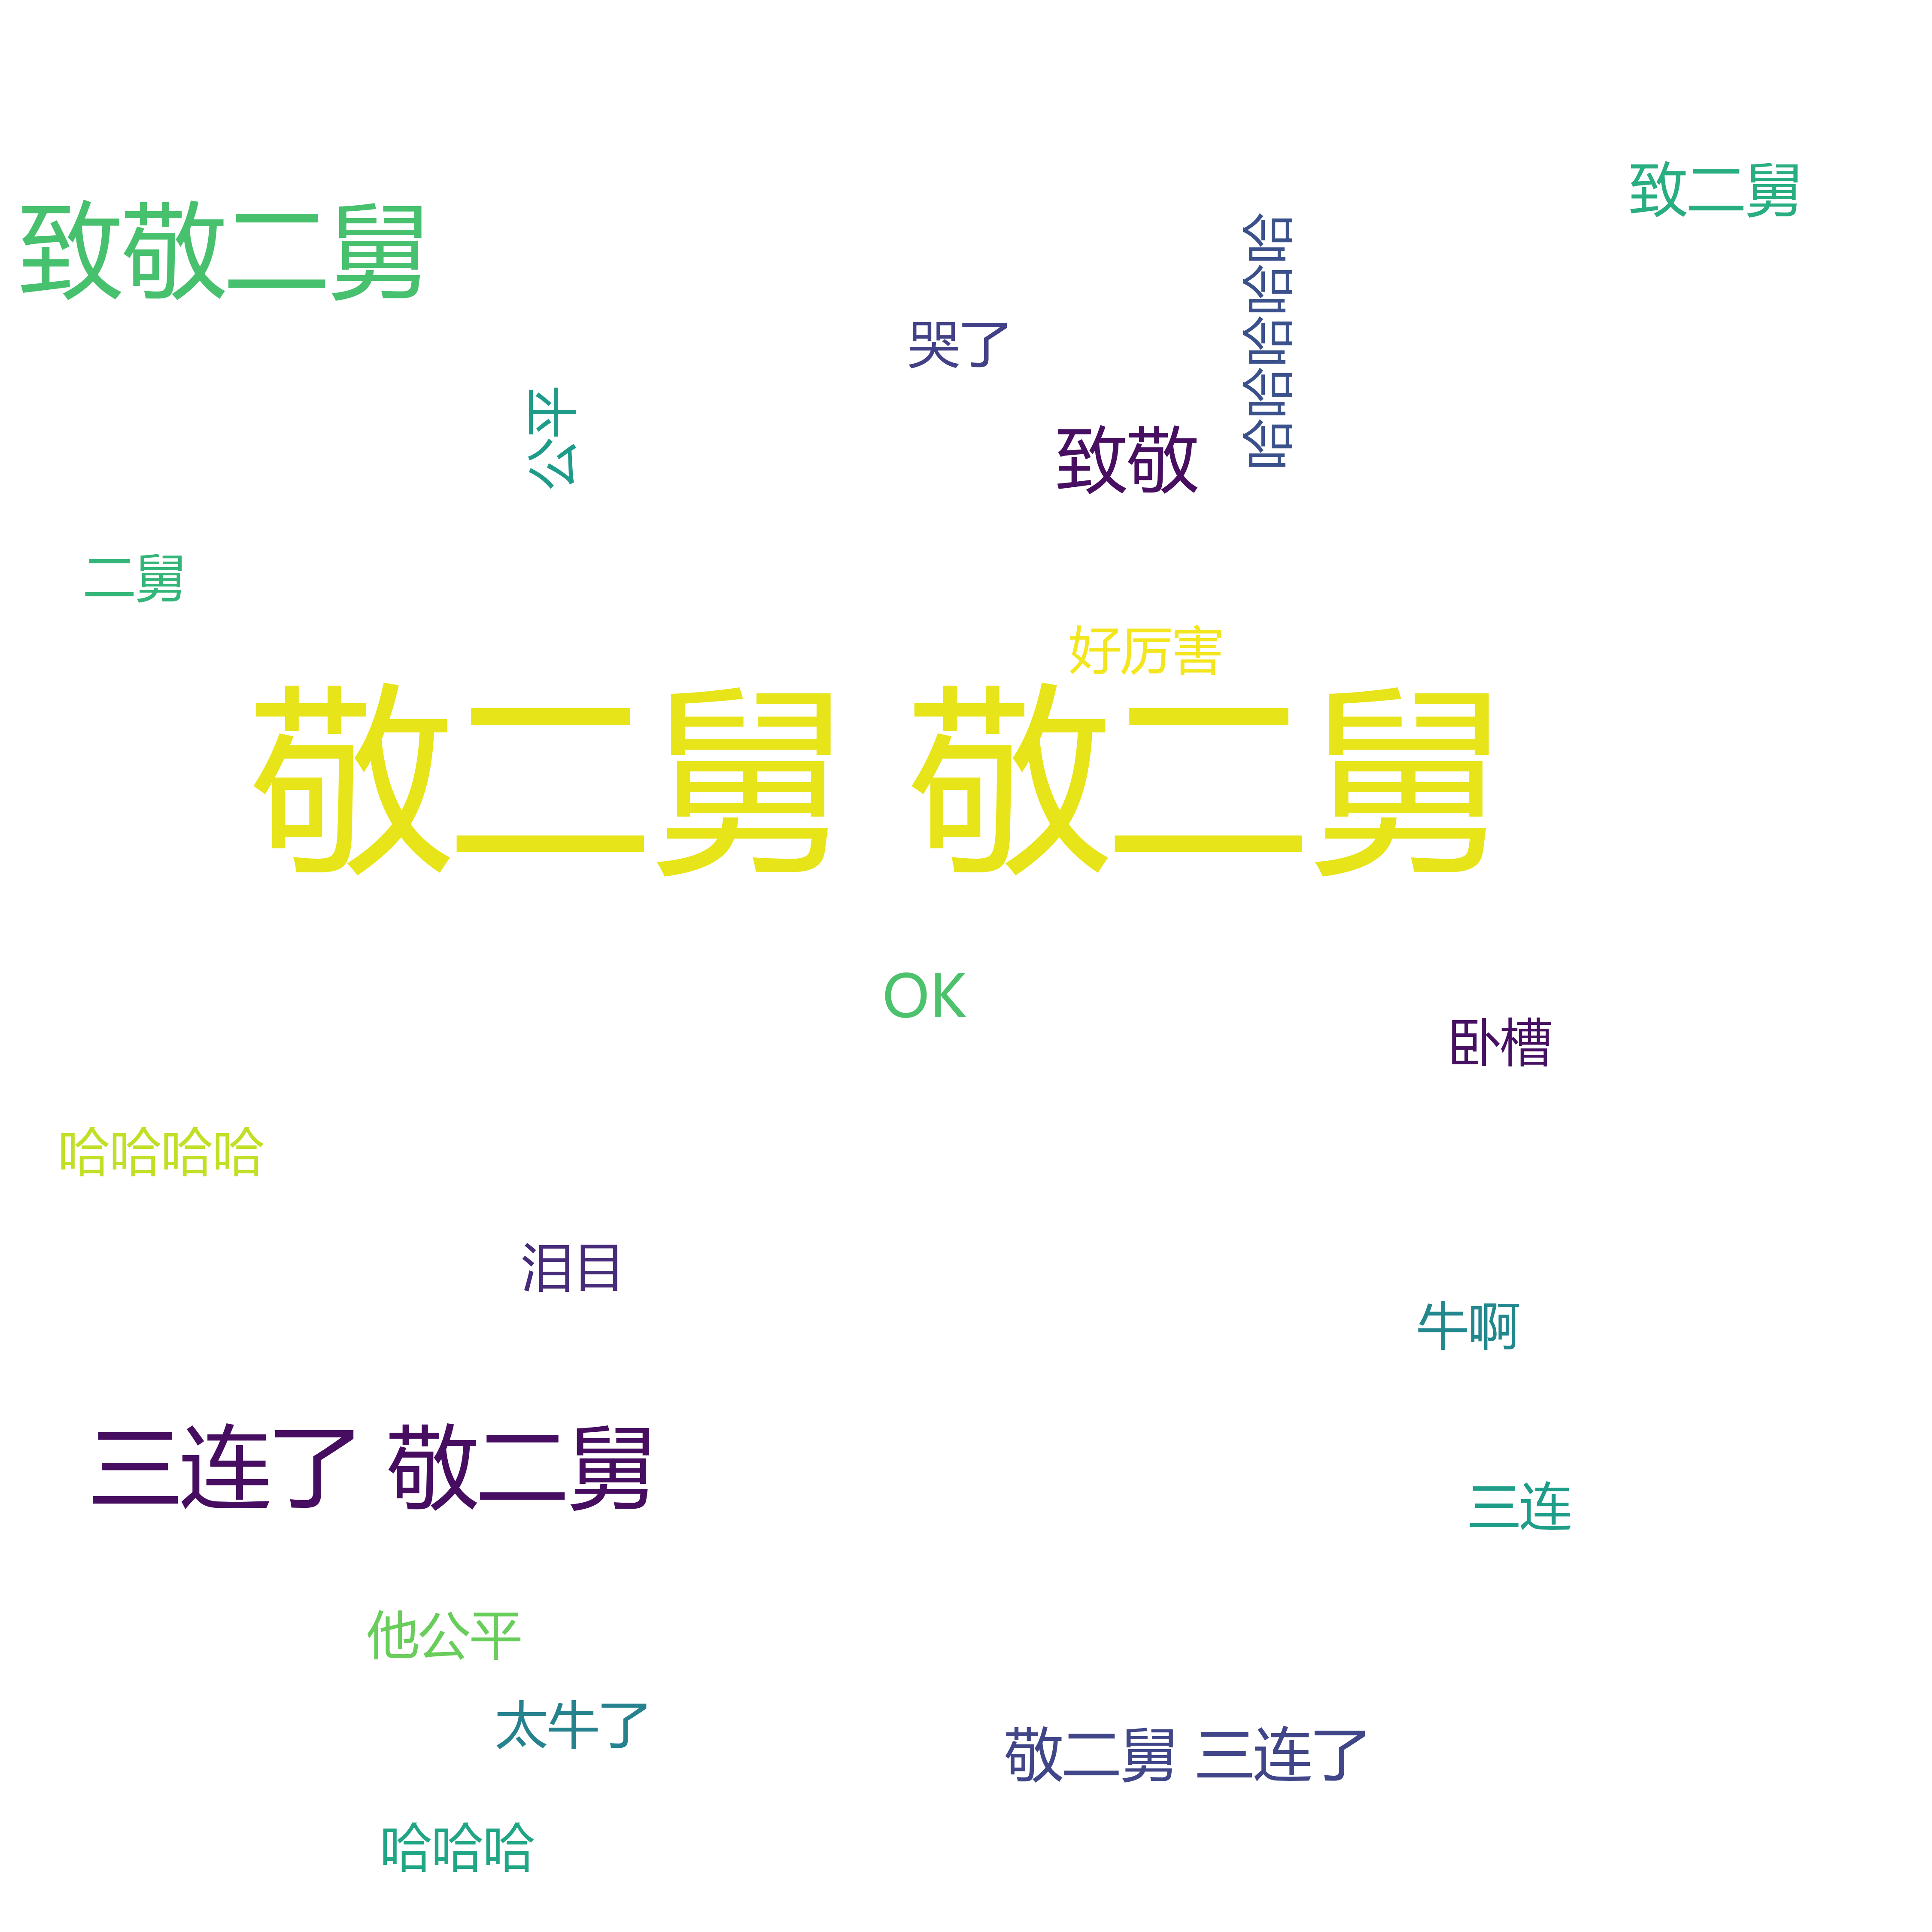 致二舅
致敬二舅
哈哈哈哈哈
哭了
公平
致敬
二舅
好厉害
敬二舅 敬二舅
OK
卧槽
哈哈哈哈
泪目
牛啊
三连了 敬二舅
三连
他公平
太牛了
敬二舅 三连了
哈哈哈